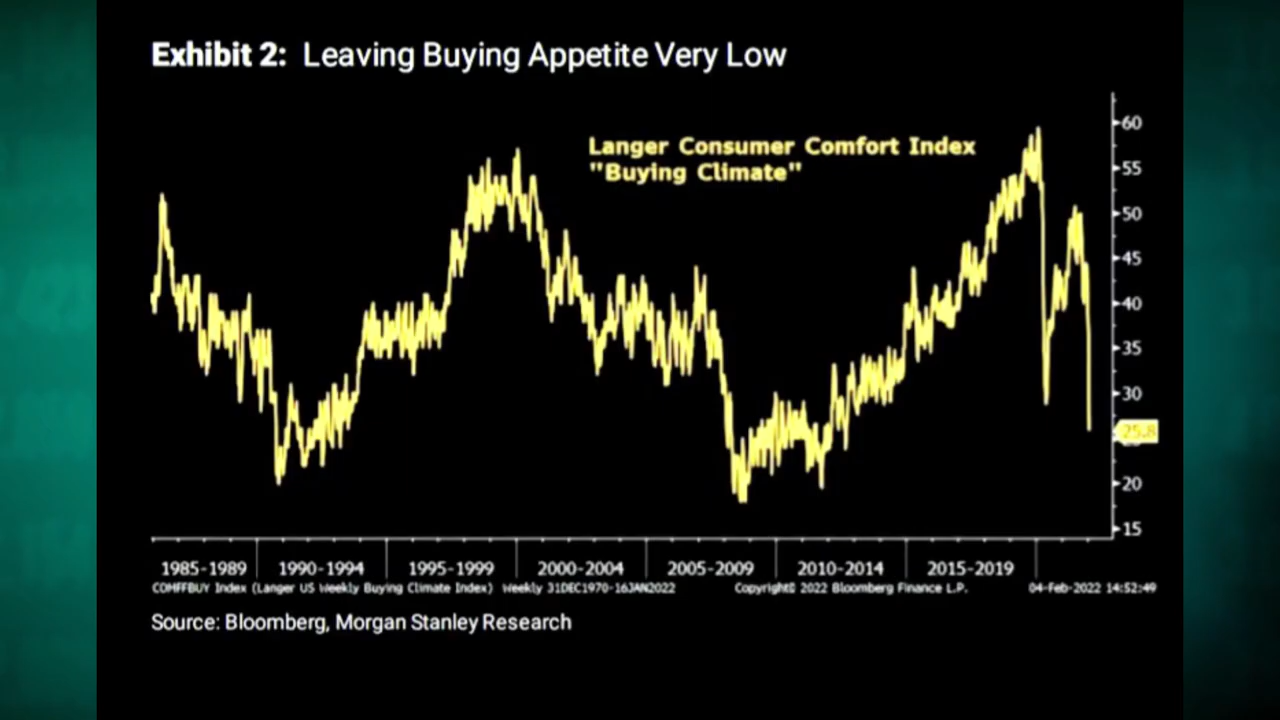 Exhibit 2: Leaving Buying Appetite Very Low
Langer Consumer Comfort Index
"Buying Climate"
60
55
50
45
40
35
30
25.8
20
15
1985-1989 1990-1994 1995-1999 2000-2004 2005-2009 2010-2014 2015-2019
COMFFBUY Index (Langer US Weekly Buying Climate Index) Weekly 31DEC1970-16JAN2022 Copyright© 2022 Bloomberg Finance L.P. 04-Feb-2022 14:52:49
Source: Bloomberg, Morgan Stanley Research